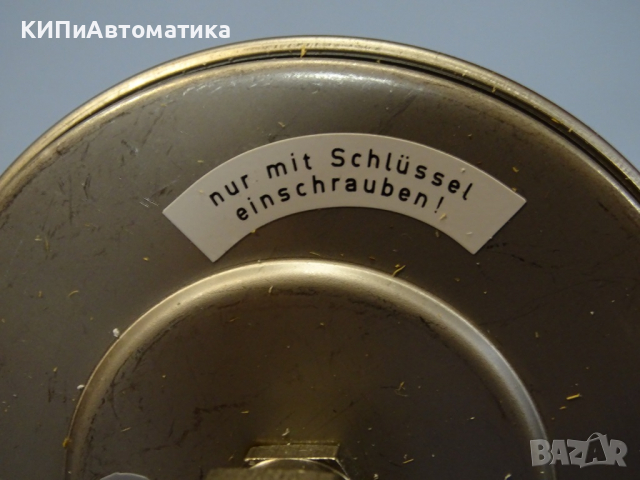 КИПиАвтоматика
nur mit Schlüssel
einschrauben!
BAZAR